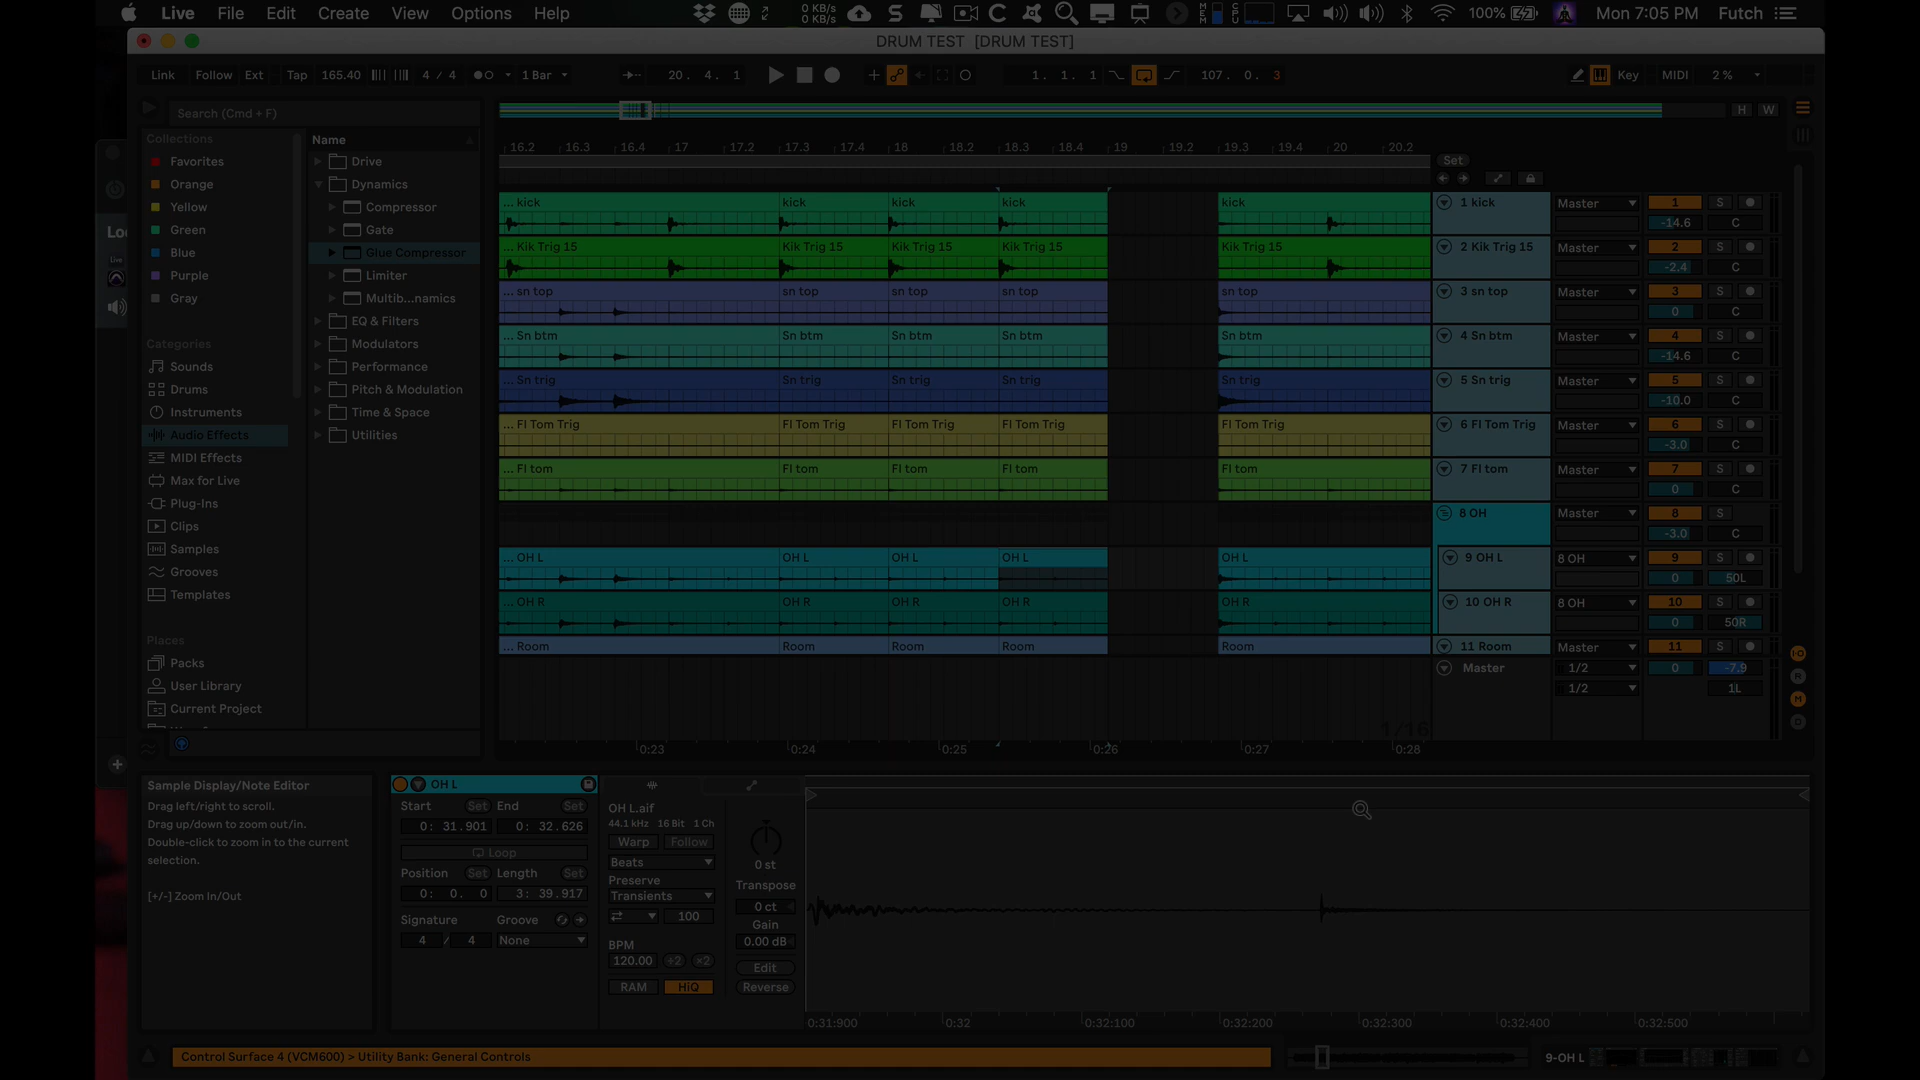 Live File Edit Create View Options Help 0 KB/s 0 KB/s MEM CPU 100% Mon 7:05 PM Futch
DRUM TEST [DRUM TEST]
Link Follow Ext Tap 165.40 4 / 4 1 Bar 20. 4. 1 1. 1. 1 107. 0. 3 Key MIDI 2 %
Search (Cmd + F)
H W
Collections
Favorites
Orange
Yellow
Green
Blue
Purple
Gray
Categories
Sounds
Drums
Instruments
Audio Effects
MIDI Effects
Max for Live
Plug-Ins
Clips
Samples
Grooves
Templates
Places
Packs
User Library
Current Project
Name
Drive
Dynamics
Compressor
Gate
Glue Compressor
Limiter
Multib...namics
EQ & Filters
Modulators
Performance
Pitch & Modulation
Time & Space
Utilities
16.2 16.3 16.4 17 17.2 17.3 17.4 18 18.2 18.3 18.4 19 19.2 19.3 19.4 20 20.2
Set
... kick kick kick kick kick 1 kick Master 1 S
-14.6 C
... Kik Trig 15 Kik Trig 15 Kik Trig 15 Kik Trig 15 Kik Trig 15 2 Kik Trig 15 Master 2 S
-2.4 C
... sn top sn top sn top sn top sn top 3 sn top Master 3 S
0 C
... Sn btm Sn btm Sn btm Sn btm Sn btm 4 Sn btm Master 4 S
-14.6 C
... Sn trig Sn trig Sn trig Sn trig Sn trig 5 Sn trig Master 5 S
-10.0 C
... Fl Tom Trig Fl Tom Trig Fl Tom Trig Fl Tom Trig Fl Tom Trig 6 Fl Tom Trig Master 6 S
-3.0 C
... Fl tom Fl tom Fl tom Fl tom Fl tom 7 Fl tom Master 7 S
0 C
8 OH Master 8 S
-3.0 C
... OH L OH L OH L OH L OH L 9 OH L 8 OH 9 S
0 50L
... OH R OH R OH R OH R OH R 10 OH R 8 OH 10 S
0 50R
... Room Room Room Room Room 11 Room Master 11 S
Master 1/2 0 -7.9
1/2 1L
I·O
R
M
D
1/16
0:23 0:24 0:25 0:26 0:27 0:28
Live
Sample Display/Note Editor
Drag left/right to scroll.
Drag up/down to zoom out/in.
Double-click to zoom in to the current
selection.
[+/-] Zoom In/Out
OH L
Start Set End Set
0: 31.901 0: 32.626
Loop
Position Set Length Set
0: 0. 0 3: 39.917
Signature Groove
4 / 4 None
OH L.aif
44.1 kHz 16 Bit 1 Ch
Warp Follow
Beats
Preserve
Transients
100
BPM
120.00 ÷2 ×2
RAM HiQ
0 st
Transpose
0 ct
Gain
0.00 dB
Edit
Reverse
0:31:900 0:32 0:32:100 0:32:200 0:32:300 0:32:400 0:32:500
Control Surface 4 (VCM600) > Utility Bank: General Controls
9-OH L